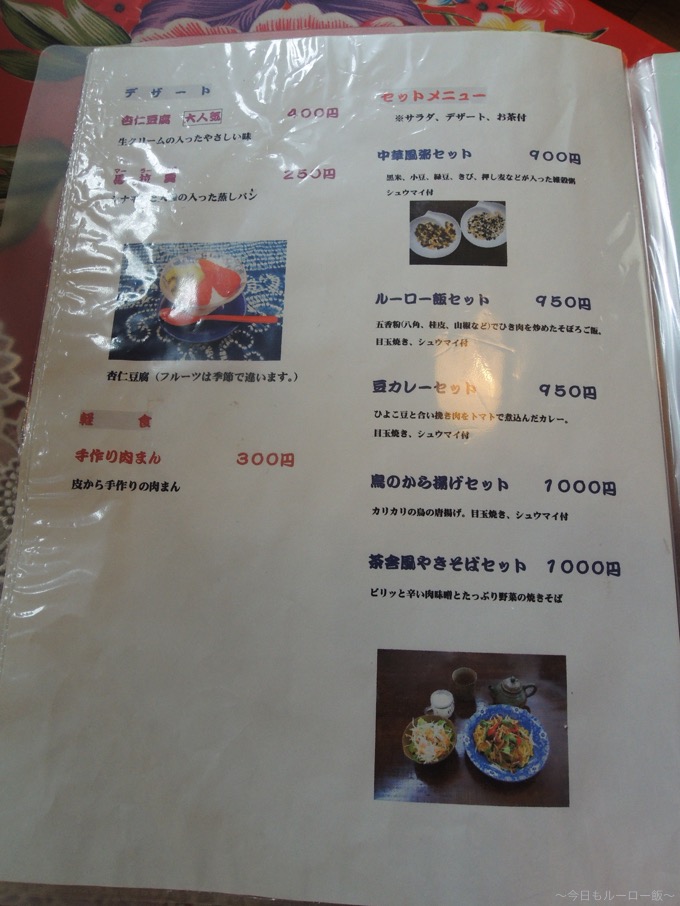 デザート
杏仁豆腐 大人気 400円
生クリームの入ったやさしい味
馬拉糕 250円
の入った蒸しパン
杏仁豆腐（フルーツは季節で違います。）
軽食
手作り肉まん 300円
皮から手作りの肉まん
セットメニュー
※サラダ、デザート、お茶付
中華風粥セット 900円
黒米、小豆、緑豆、きび、押し麦などが入った雑穀粥
シュウマイ付
ルーロー飯セット 950円
五香粉(八角、桂皮、山椒など)でひき肉を炒めたそぼろご飯。
目玉焼き、シュウマイ付
豆カレーセット 950円
ひよこ豆と合い挽き肉をトマトで煮込んだカレー。
目玉焼き、シュウマイ付
鳥のから揚げセット 1000円
カリカリの鳥の唐揚げ。目玉焼き、シュウマイ付
茶舎風やきそばセット 1000円
ピリッと辛い肉味噌とたっぷり野菜の焼きそば
～今日もルーロー飯～